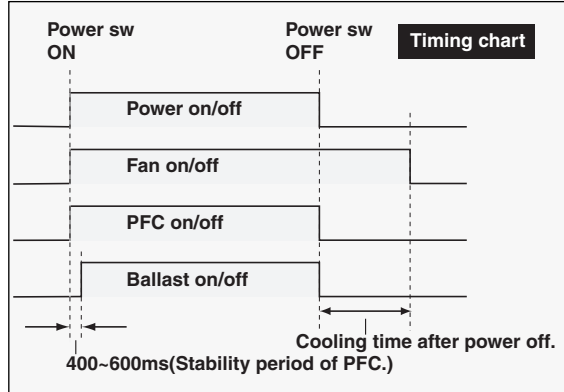 Power sw
ON
Power sw
OFF
Timing chart
Power on/off
Fan on/off
PFC on/off
Ballast on/off
Cooling time after power off.
400~600ms(Stability period of PFC.)